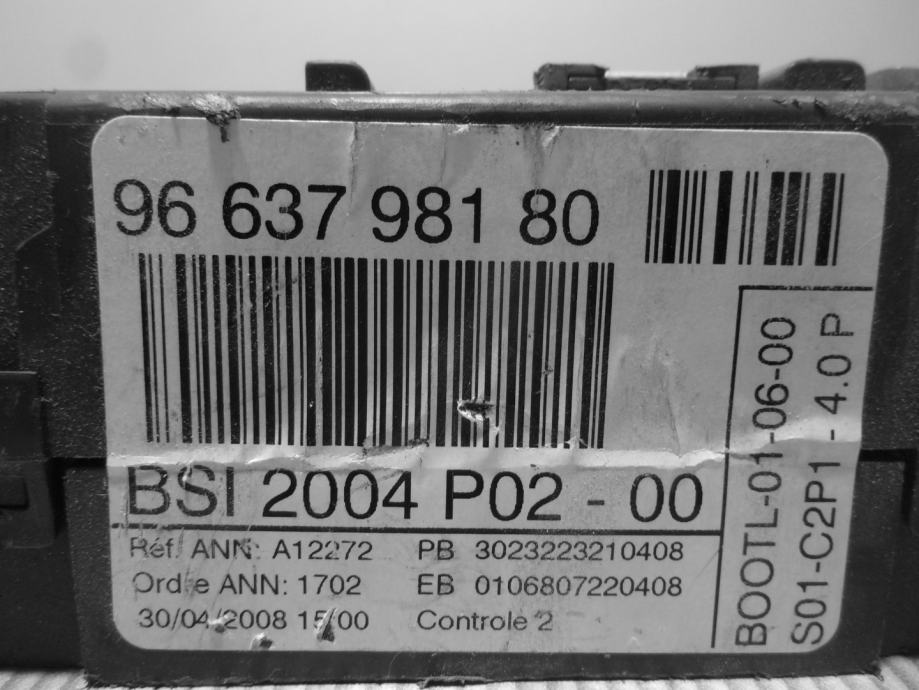 96 637 981 80
BSI 2004 P02 - 00
Réf. ANN: A12272 PB 3023223210408
Ordre ANN: 1702 EB 0106807220408
30/04/2008 15:00 Controle 2
BOOTL-01-06-00
S01-C2P1 - 4.0 P